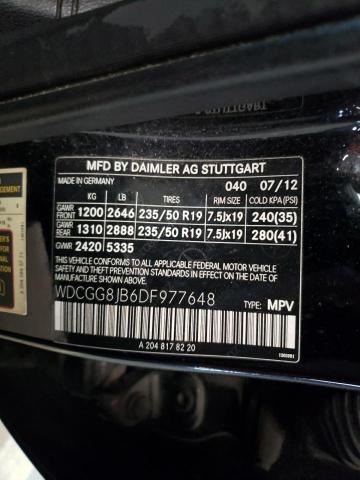 MFD BY DAIMLER AG STUTTGART
MADE IN GERMANY 040 07/12
KG LB TIRES RIM SIZE COLD KPA(PSI)
GAWR FRONT 1200 2646 235/50 R19 7.5Jx19 240(35)
GAWR REAR 1310 2888 235/50 R19 7.5Jx19 280(41)
GVWR 2420 5335
THIS VEHICLE CONFORMS TO ALL APPLICABLE U.S. FEDERAL MOTOR
VEHICLE SAFETY STANDARDS IN EFFECT ON THE DATE OF
MANUFACTURE SHOWN ABOVE
WDCGG8JB6DF977648
TYPE: MPV
A 204 817 82 20